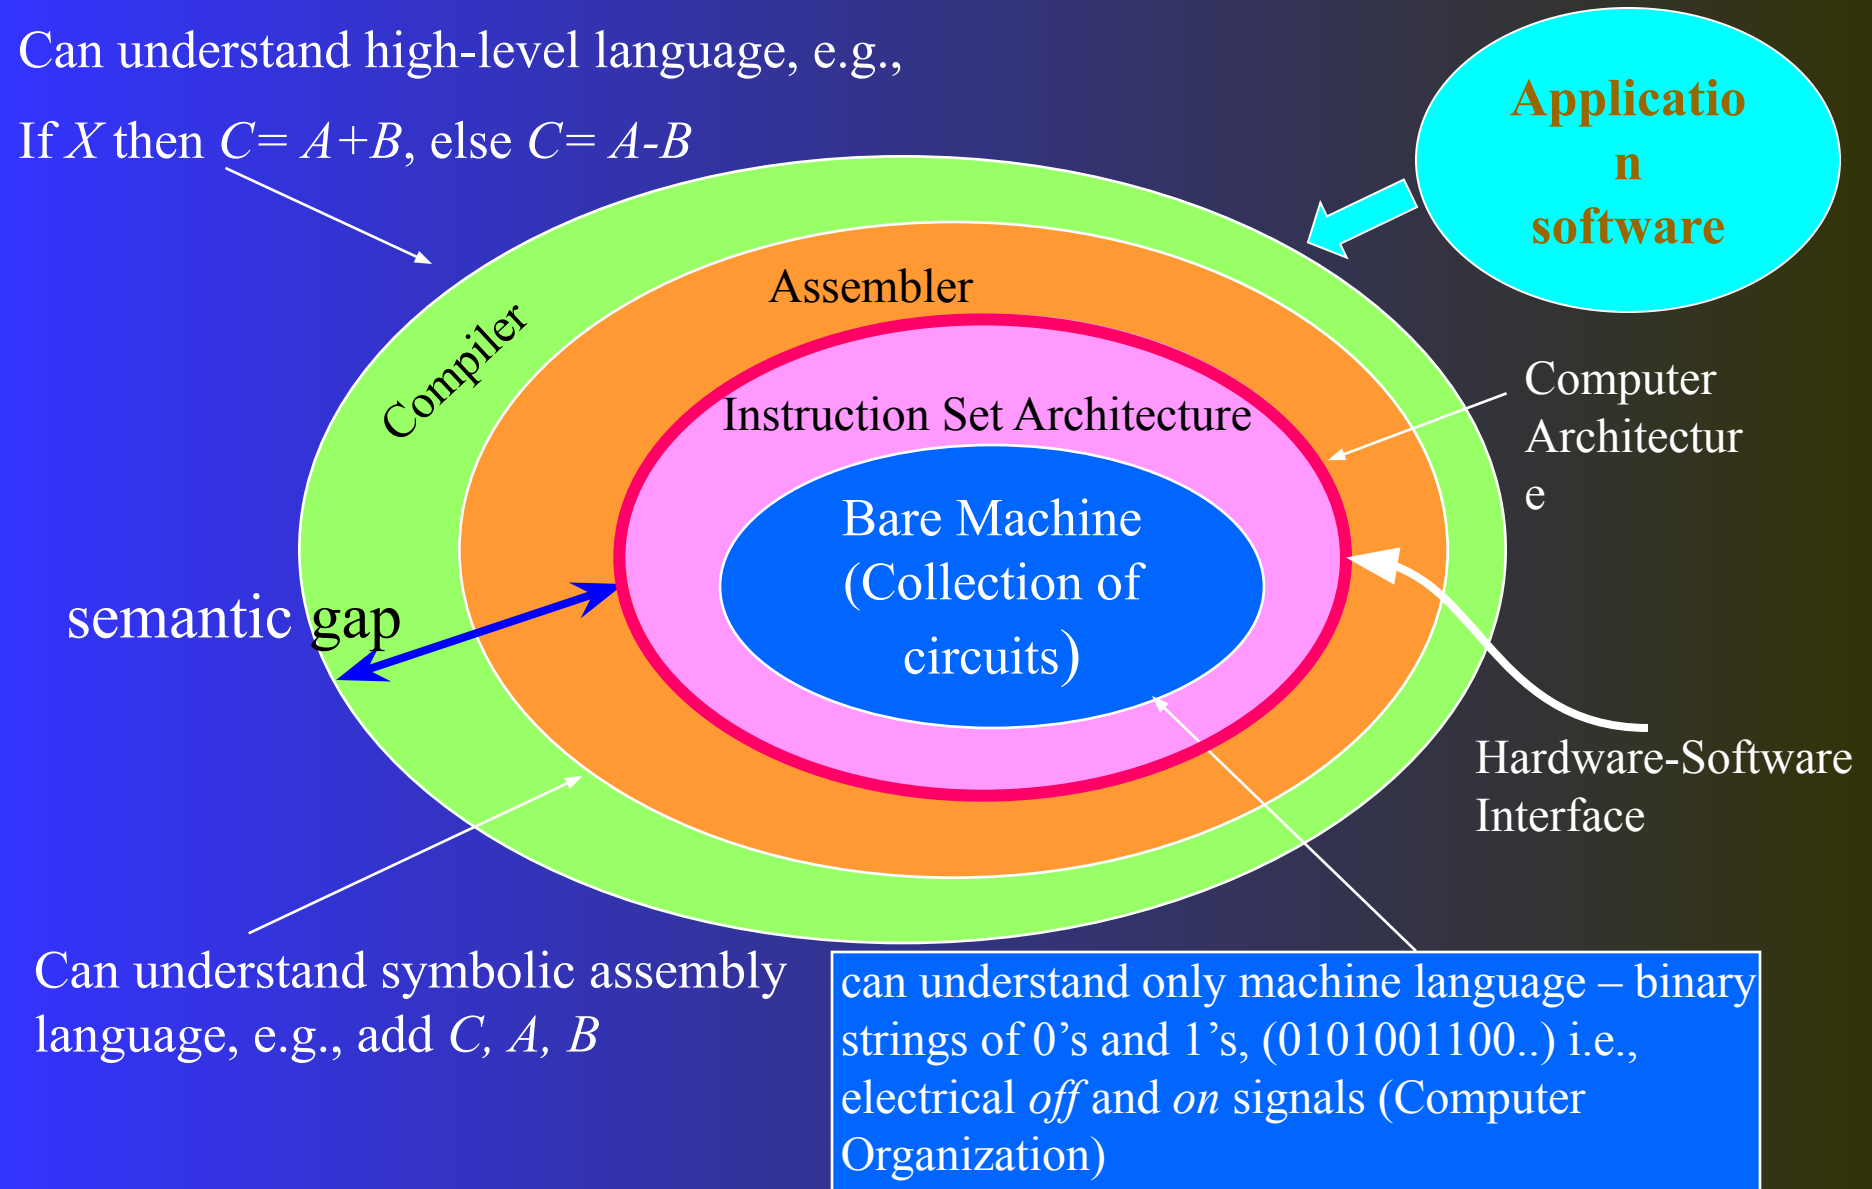 Can understand high-level language, e.g.,
If X then C= A+B, else C= A-B
Applicatio
n
software
Assembler
Compiler
Instruction Set Architecture
Computer
Architectur
e
Bare Machine
(Collection of
circuits)
semantic gap
Hardware-Software
Interface
Can understand symbolic assembly
language, e.g., add C, A, B
can understand only machine language – binary
strings of 0’s and 1’s, (0101001100..) i.e.,
electrical off and on signals (Computer
Organization)